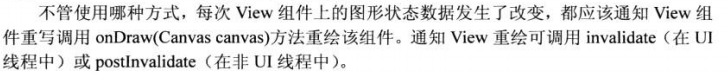 不管使用哪种方式，每次 View 组件上的图形状态数据发生了改变，都应该通知 View 组
件重写调用 onDraw(Canvas canvas)方法重绘该组件。通知 View 重绘可调用 invalidate（在 UI
线程中）或 postInvalidate（在非 UI 线程中）。